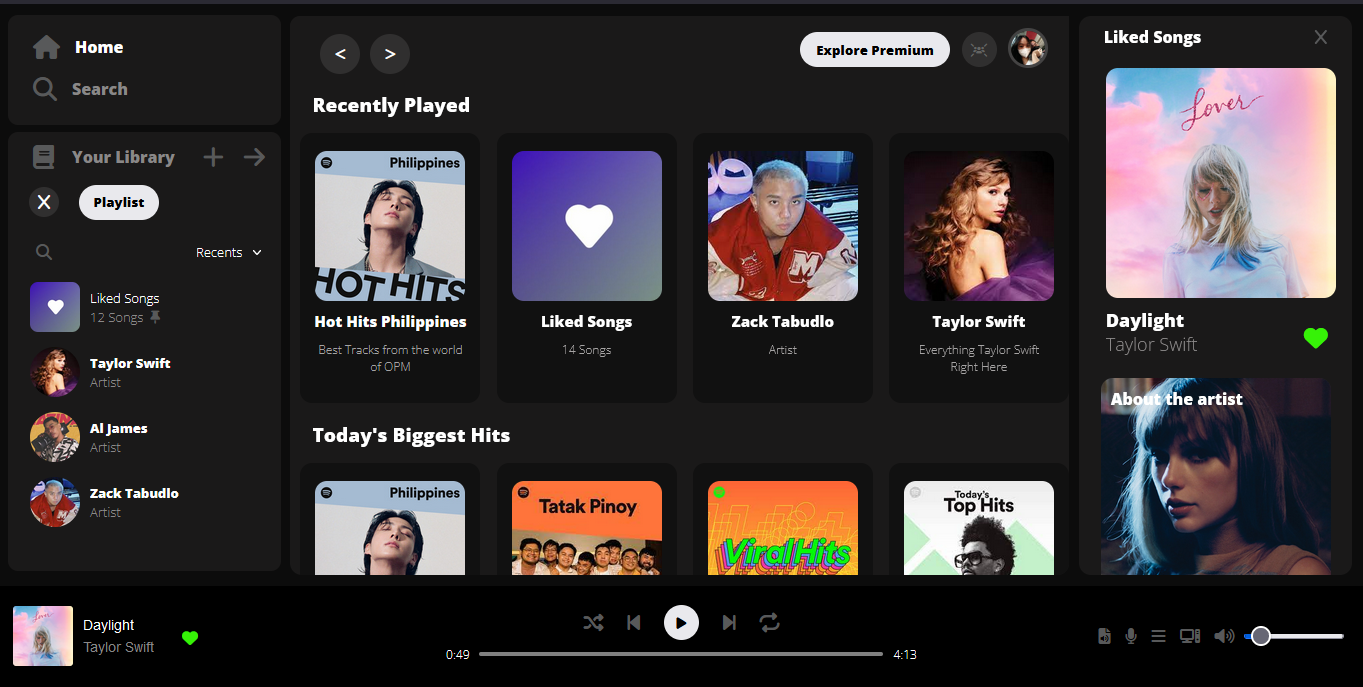 Home
Search
Your Library
X
Playlist
Recents
Liked Songs
12 Songs
Taylor Swift
Artist
Al James
Artist
Zack Tabudlo
Artist
< >
Explore Premium
Recently Played
Philippines
HOT HITS
Hot Hits Philippines
Best Tracks from the world
of OPM
Liked Songs
14 Songs
M
Zack Tabudlo
Artist
Taylor Swift
Everything Taylor Swift
Right Here
Today's Biggest Hits
Philippines
Tatak Pinoy
Viral Hits
Today's
Top Hits
Liked Songs
X
Lover
Daylight
Taylor Swift
About the artist
Lover
Daylight
Taylor Swift
0:49
4:13